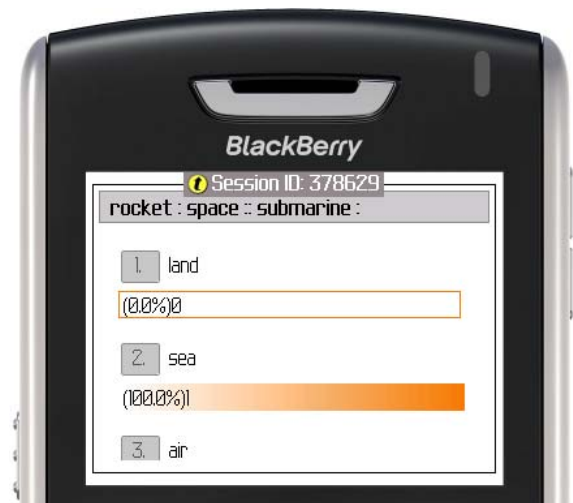 BlackBerry
t Session ID: 378629
rocket : space :: submarine :
1. land
(0.0%)0
2. sea
(100.0%)1
3. air